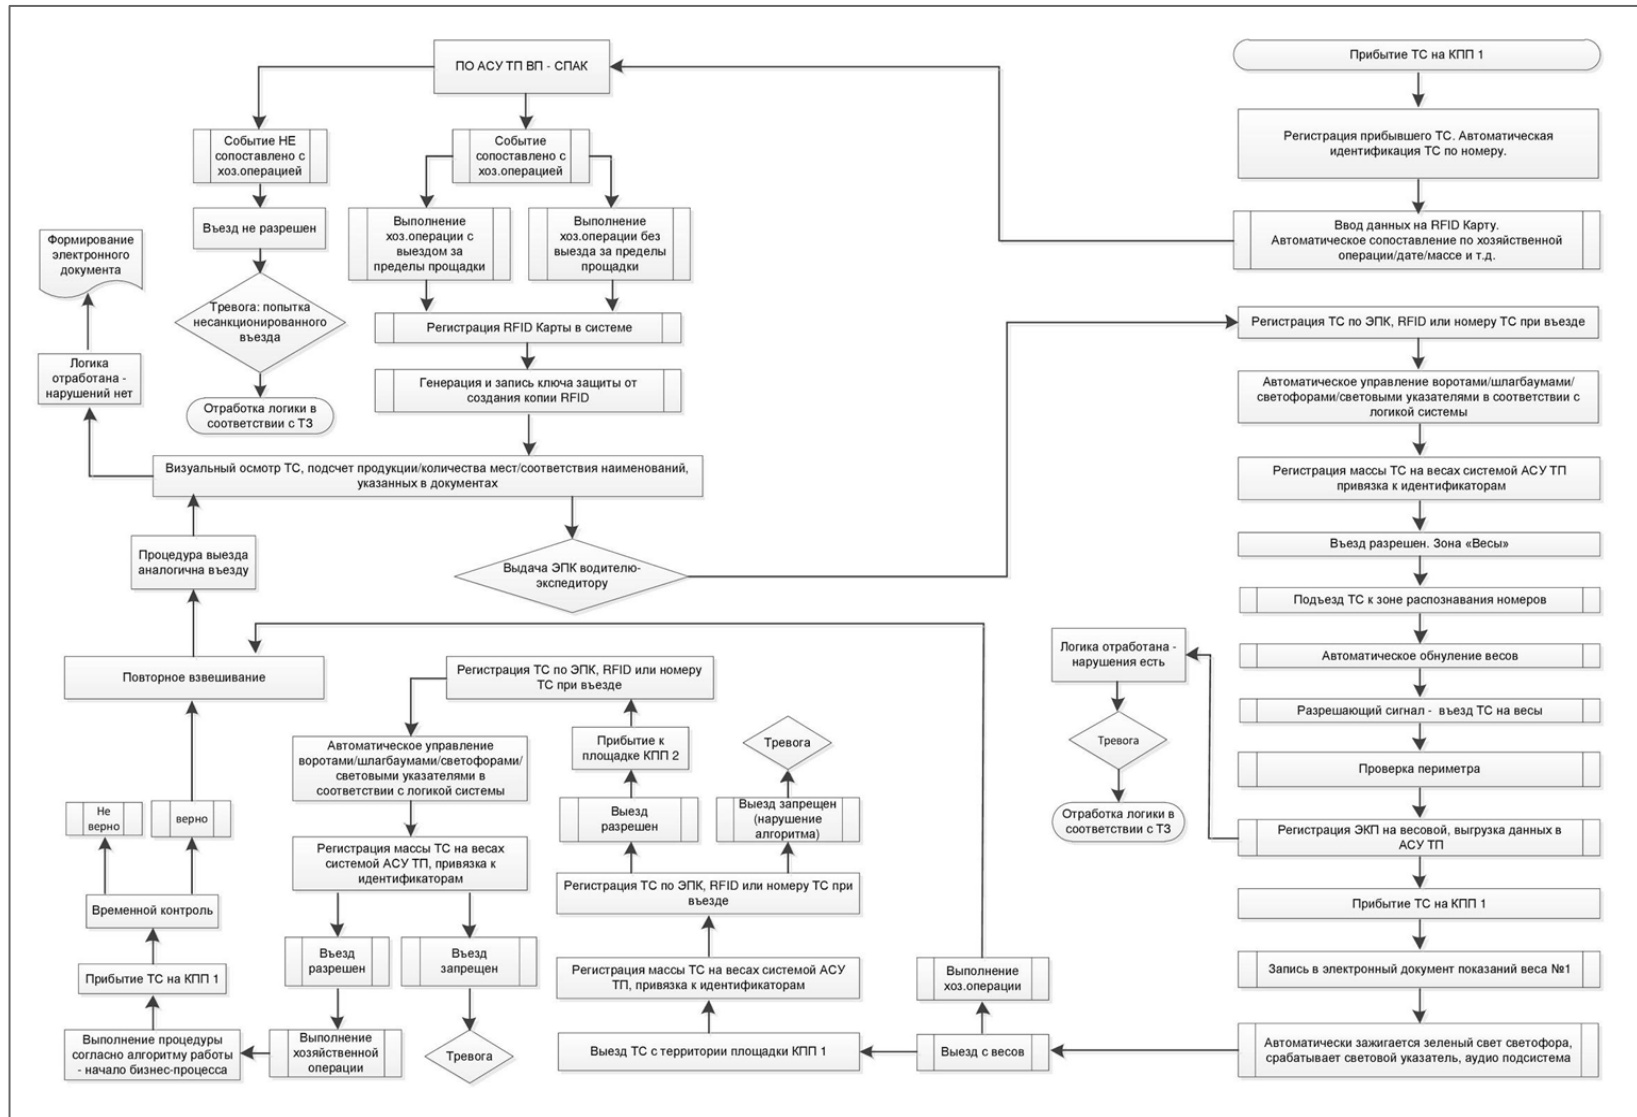 ПО АСУ ТП ВП - СПАК
Прибытие ТС на КПП 1
Регистрация прибывшего ТС. Автоматическая
идентификация ТС по номеру.
Ввод данных на RFID Карту.
Автоматическое сопоставление по хозяйственной
операции/дате/массе и т.д.
Событие НЕ
сопоставлено с
хоз.операцией
Событие
сопоставлено с
хоз.операцией
Въезд не разрешен
Выполнение
хоз.операции с
выездом за
пределы прощадки
Выполнение
хоз.операции без
выезда за пределы
прощадки
Формирование
электронного
документа
Тревога: попытка
несанкционированного
въезда
Регистрация RFID Карты в системе
Логика
отработана -
нарушений нет
Генерация и запись ключа защиты от
создания копии RFID
Отработка логики в
соответствии с ТЗ
Визуальный осмотр ТС, подсчет продукции/количества мест/соответствия наименований,
указанных в документах
Процедура выезда
аналогична въезду
Выдача ЭПК водителю-
экспедитору
Регистрация ТС по ЭПК, RFID или номеру ТС при въезде
Автоматическое управление воротами/шлагбаумами/
светофорами/световыми указателями в соответствии с
логикой системы
Регистрация массы ТС на весах системой АСУ ТП
привязка к идентификаторам
Въезд разрешен. Зона «Весы»
Подъезд ТС к зоне распознавания номеров
Автоматическое обнуление весов
Разрешающий сигнал - въезд ТС на весы
Проверка периметра
Регистрация ЭКП на весовой, выгрузка данных в
АСУ ТП
Логика отработана -
нарушения есть
Тревога
Отработка логики в
соответствии с ТЗ
Прибытие ТС на КПП 1
Запись в электронный документ показаний веса №1
Автоматически зажигается зеленый свет светофора,
срабатывает световой указатель, аудио подсистема
Выезд с весов
Выполнение
хоз.операции
Выезд ТС с территории площадки КПП 1
Регистрация массы ТС на весах системой АСУ
ТП, привязка к идентификаторам
Регистрация ТС по ЭПК, RFID или номеру ТС при
въезде
Выезд
разрешен
Выезд запрещен
(нарушение
алгоритма)
Тревога
Прибытие к
площадке КПП 2
Регистрация ТС по ЭПК, RFID или номеру
ТС при въезде
Автоматическое управление
воротами/шлагбаумами/светофорами/
световыми указателями в
соответствии с логикой системы
Регистрация массы ТС на весах
системой АСУ ТП, привязка к
идентификаторам
Въезд
разрешен
Въезд
запрещен
Тревога
Выполнение
хозяйственной
операции
Выполнение процедуры
согласно алгоритму работы
- начало бизнес-процесса
Прибытие ТС на КПП 1
Временной контроль
Не
верно
верно
Повторное взвешивание